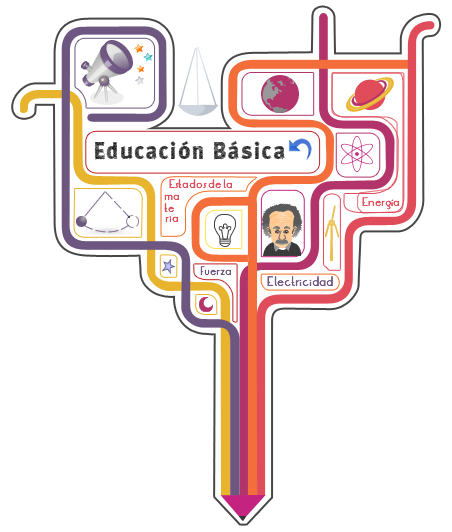 Educación Básica
Estados de la
ma
te
ria
Energía
Fuerza
Electricidad